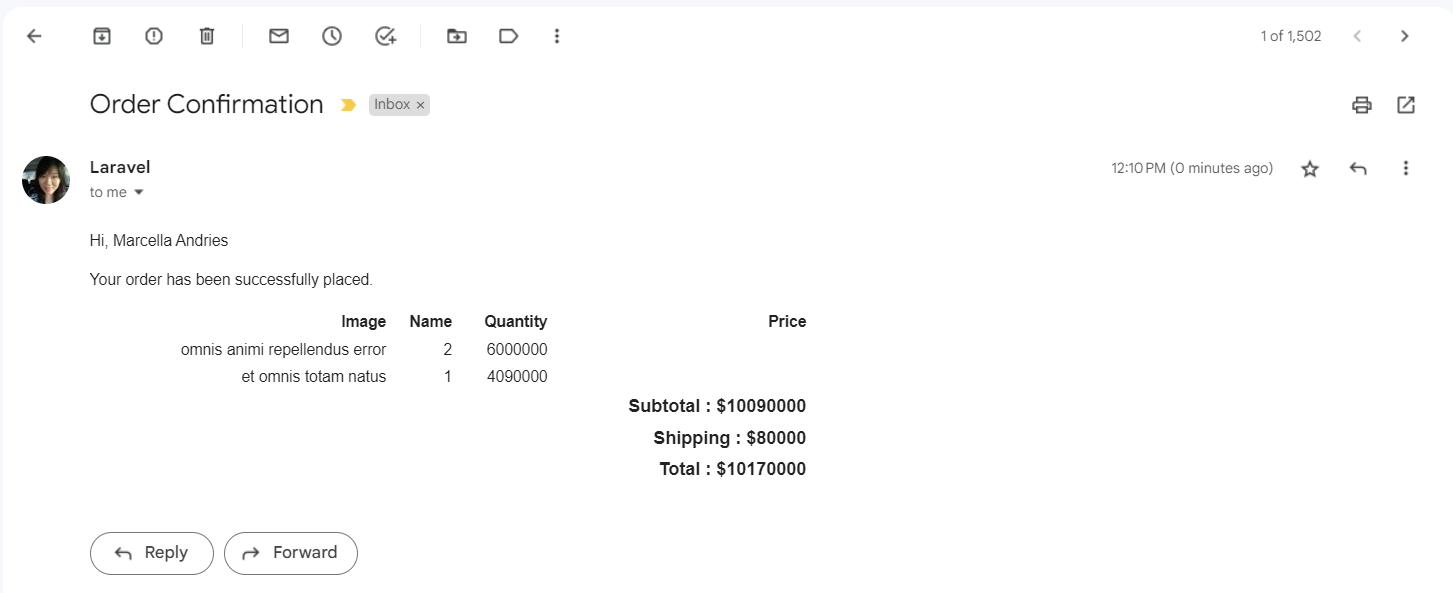 1 of 1,502
Order Confirmation Inbox ×
Laravel 12:10 PM (0 minutes ago)
to me
Hi, Marcella Andries
Your order has been successfully placed.
Image Name Quantity Price
omnis animi repellendus error 2 6000000
et omnis totam natus 1 4090000
Subtotal : $10090000
Shipping : $80000
Total : $10170000
Reply Forward